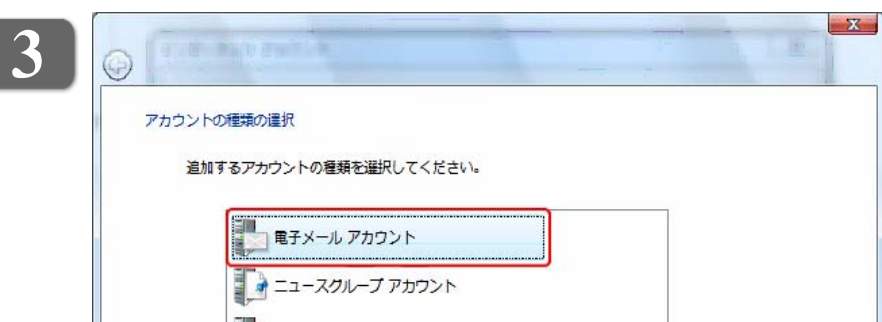 3
アカウントの種類の選択
追加するアカウントの種類を選択してください。
電子メール アカウント
ニュースグループ アカウント